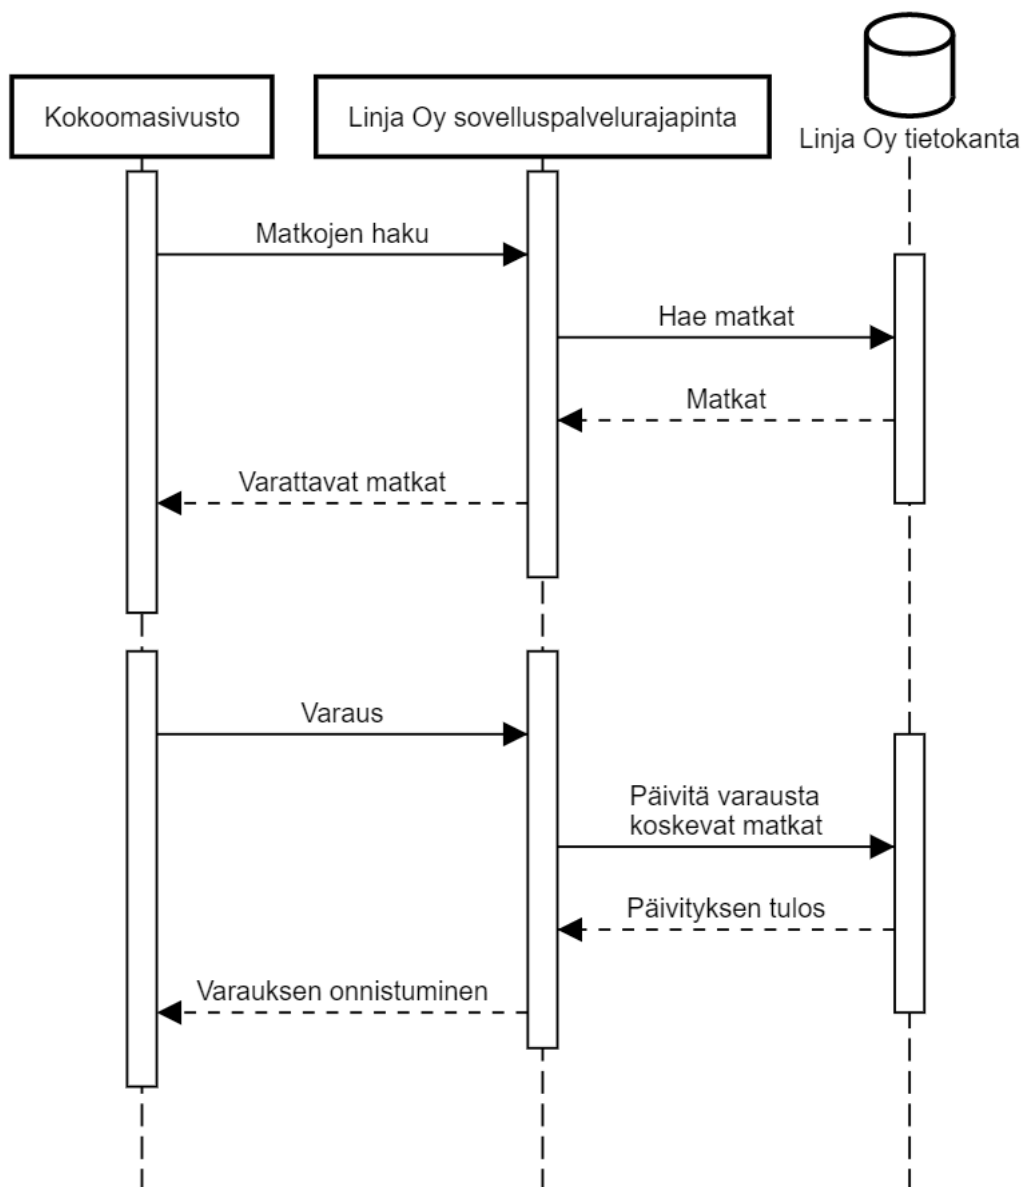 Kokoomasivusto
Linja Oy sovelluspalvelurajapinta
Linja Oy tietokanta
Matkojen haku
Hae matkat
Matkat
Varattavat matkat
Varaus
Päivitä varausta
koskevat matkat
Päivityksen tulos
Varauksen onnistuminen